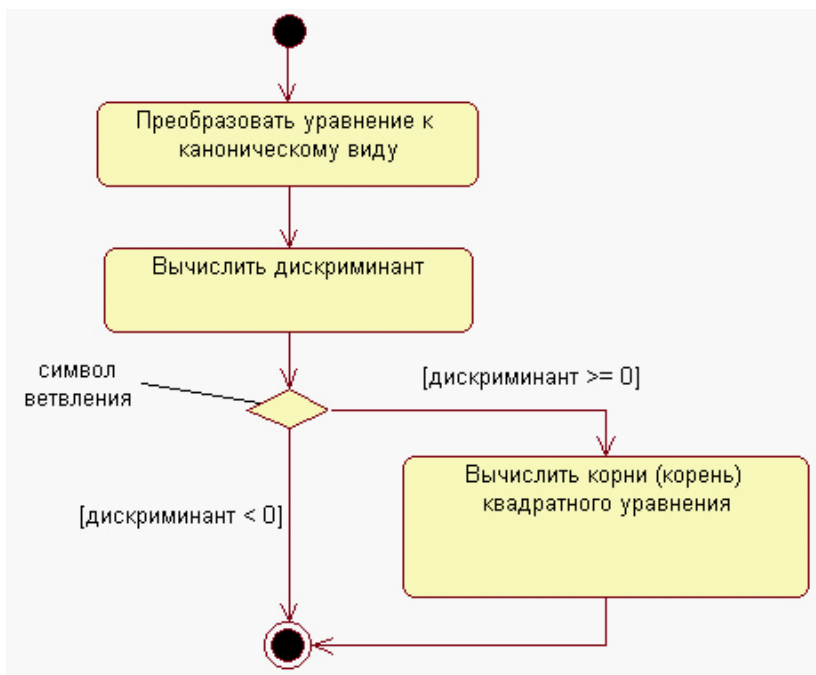 Преобразовать уравнение к
каноническому виду
Вычислить дискриминант
символ
ветвления
[дискриминант >= 0]
Вычислить корни (корень)
квадратного уравнения
[дискриминант < 0]